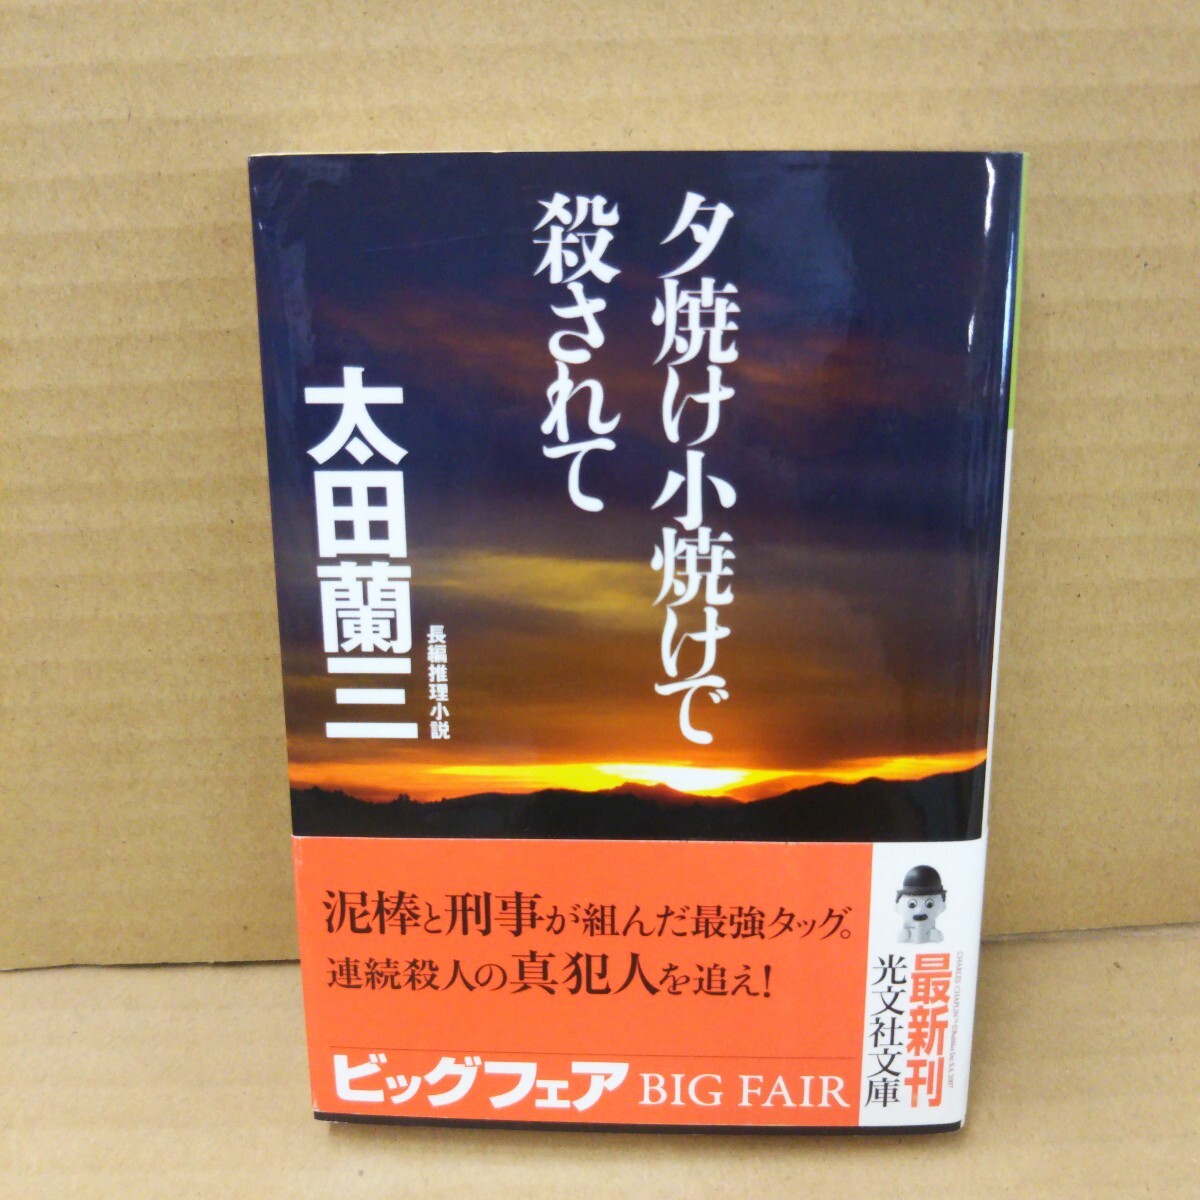 夕焼け小焼けで
殺されて
長編推理小説
太田蘭三
泥棒と刑事が組んだ最強タッグ。
連続殺人の真犯人を追え!
ビッグフェア BIG FAIR
最新刊
光文社文庫